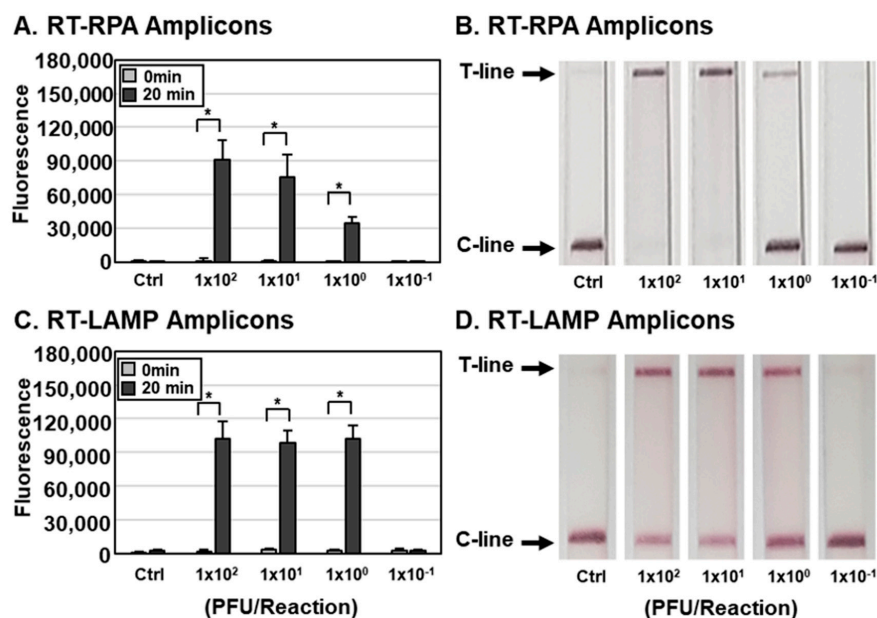 A. RT-RPA Amplicons
180,000
150,000
120,000
90,000
60,000
30,000
0
Fluorescence
0min
20 min
*
*
*
Ctrl
1x10²
1x10¹
1x10⁰
1x10⁻¹
B. RT-RPA Amplicons
T-line
C-line
Ctrl
1x10²
1x10¹
1x10⁰
1x10⁻¹
C. RT-LAMP Amplicons
180,000
150,000
120,000
90,000
60,000
30,000
0
Fluorescence
0min
20 min
*
*
*
Ctrl
1x10²
1x10¹
1x10⁰
1x10⁻¹
(PFU/Reaction)
D. RT-LAMP Amplicons
T-line
C-line
Ctrl
1x10²
1x10¹
1x10⁰
1x10⁻¹
(PFU/Reaction)